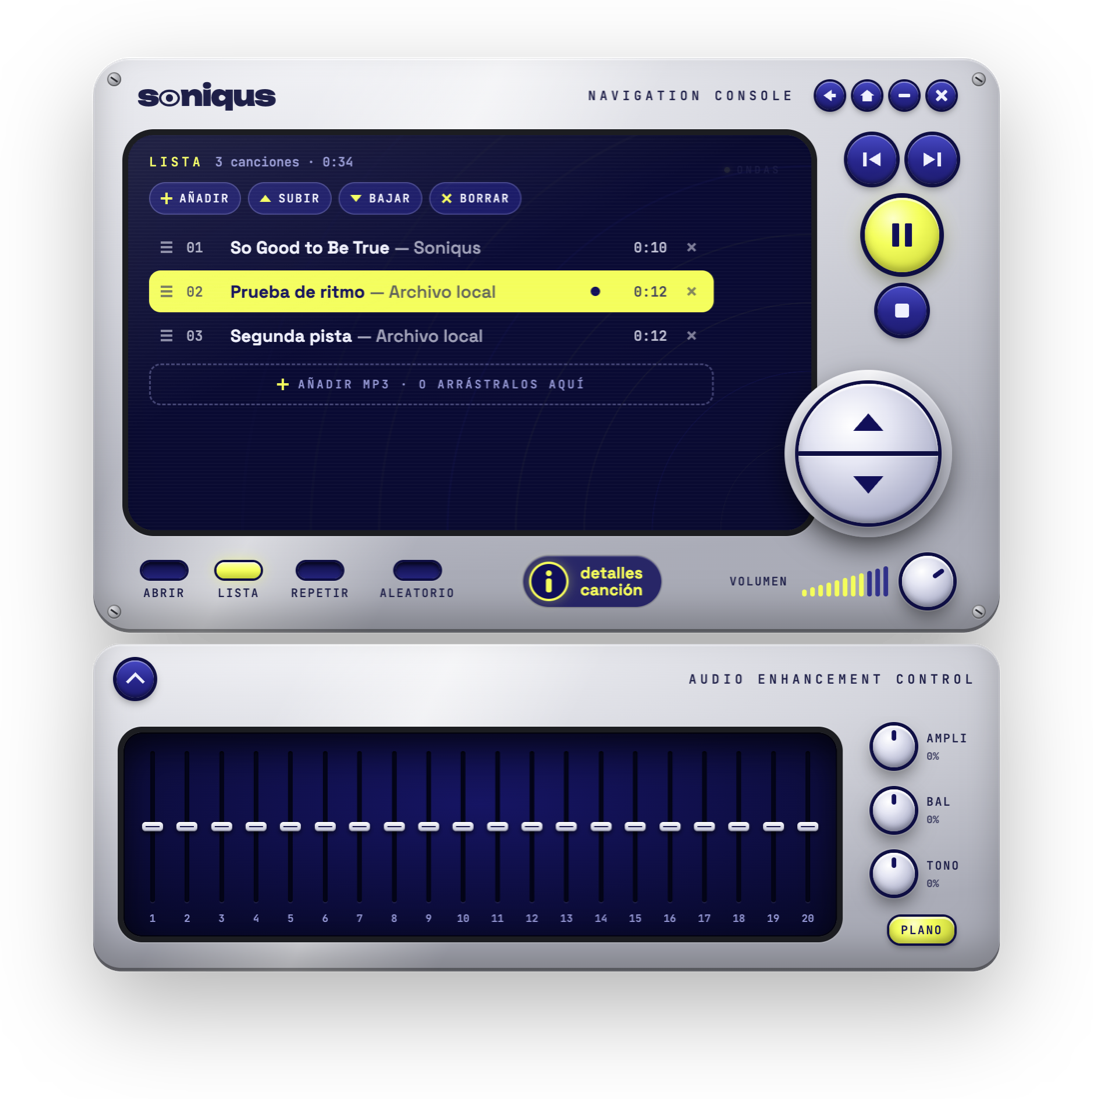 soniqus
NAVIGATION CONSOLE
LISTA 3 canciones · 0:34
ONDAS
AÑADIR SUBIR BAJAR BORRAR
01 So Good to Be True — Soniqus 0:10
02 Prueba de ritmo — Archivo local 0:12
03 Segunda pista — Archivo local 0:12
AÑADIR MP3 · O ARRÁSTRALOS AQUÍ
ABRIR LISTA REPETIR ALEATORIO
detalles
canción
VOLUMEN
AUDIO ENHANCEMENT CONTROL
AMPLI
0%
BAL
0%
TONO
0%
1 2 3 4 5 6 7 8 9 10 11 12 13 14 15 16 17 18 19 20
PLANO